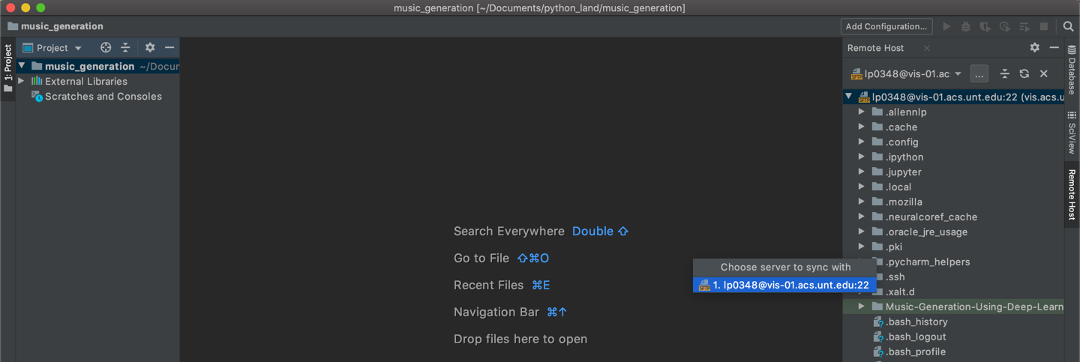 music_generation [~/Documents/python_land/music_generation]
music_generation
Add Configuration...
1: Project
Project
music_generation ~/Docum
External Libraries
Scratches and Consoles
Search Everywhere Double ⇧
Go to File ⇧⌘O
Recent Files ⌘E
Navigation Bar ⌘↑
Drop files here to open
Choose server to sync with
1. lp0348@vis-01.acs.unt.edu:22
Remote Host
lp0348@vis-01.ac
...
lp0348@vis-01.acs.unt.edu:22 (vis.acs.u
.allennlp
.cache
.config
.ipython
.jupyter
.local
.mozilla
.neuralcoref_cache
.oracle_jre_usage
.pki
.pycharm_helpers
.ssh
.xalt.d
Music-Generation-Using-Deep-Learn
.bash_history
.bash_logout
.bash_profile
Database
SciView
Remote Host